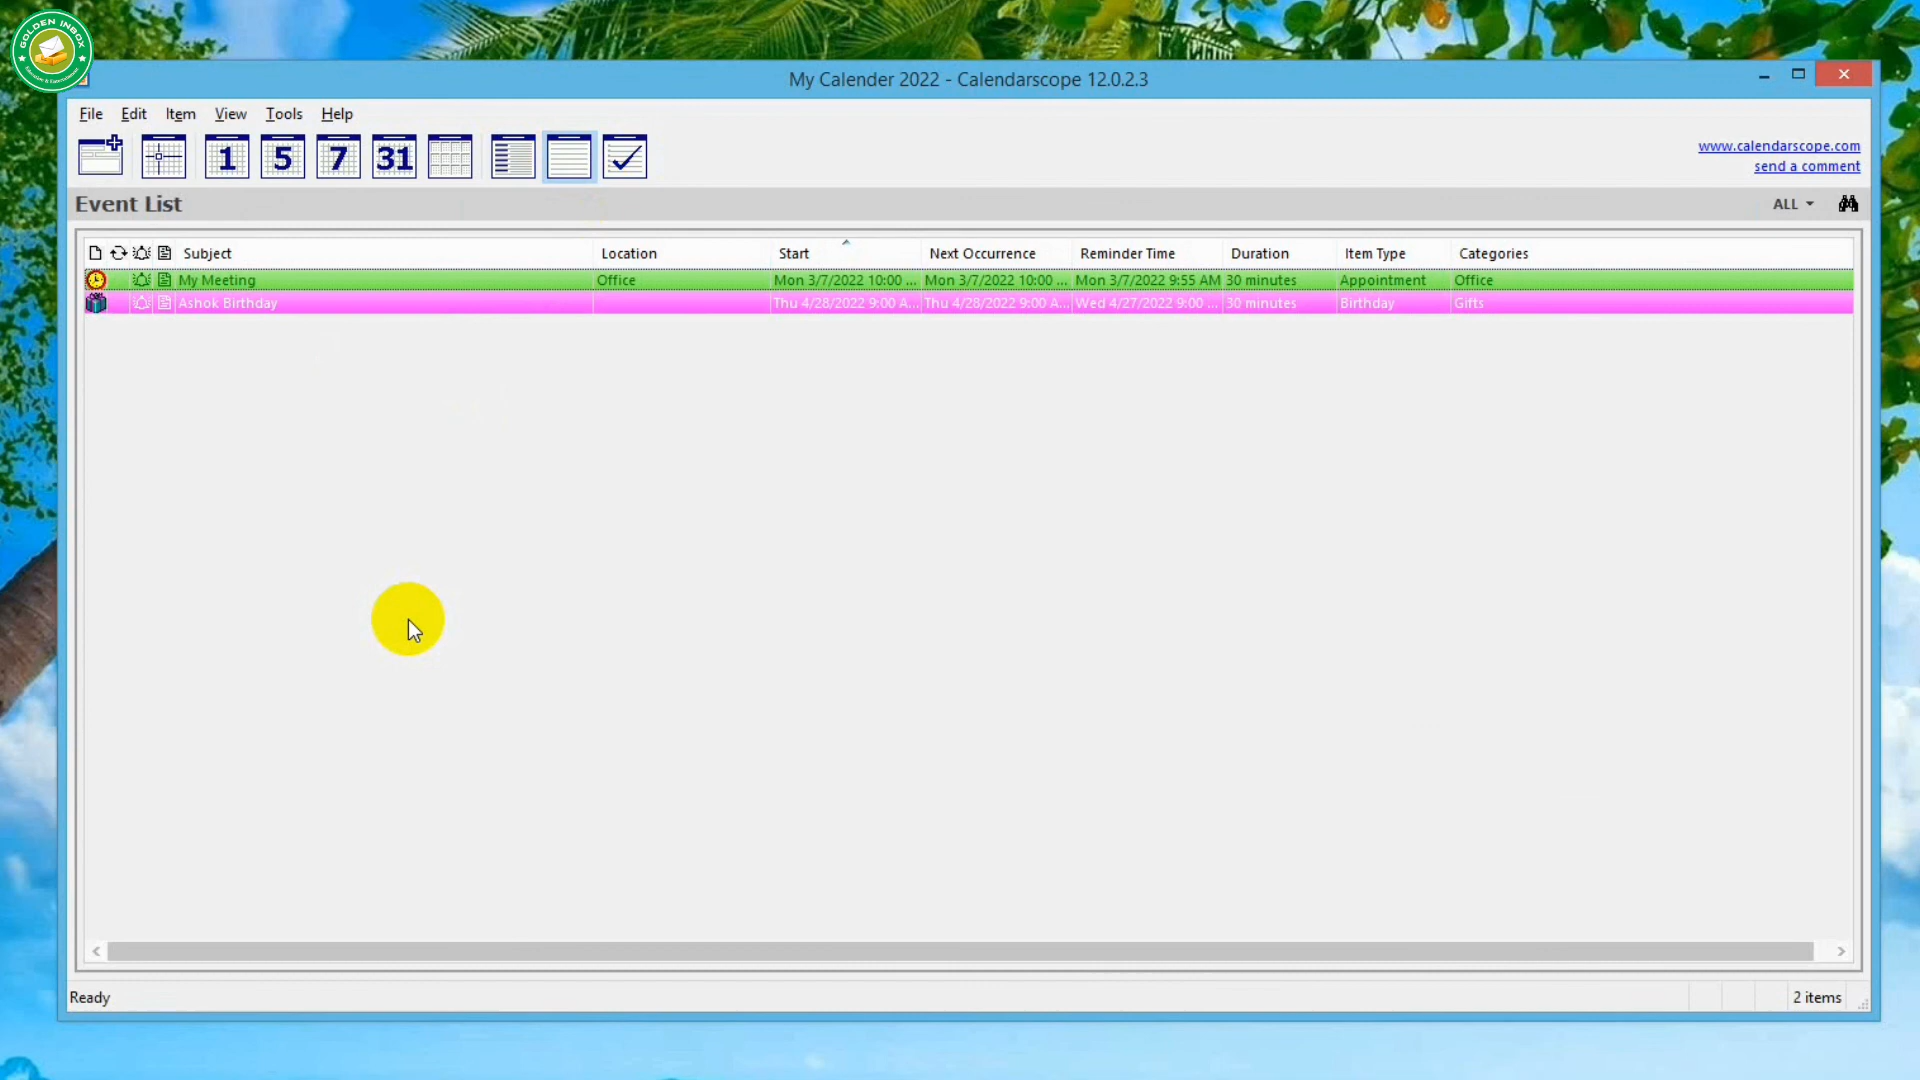 GOLDEN INBOX
My Calender 2022 - Calendarscope 12.0.2.3
File Edit Item View Tools Help
1 5 7 31
www.calendarscope.com
send a comment
Event List ALL
Subject Location Start Next Occurrence Reminder Time Duration Item Type Categories
My Meeting Office Mon 3/7/2022 10:00 ... Mon 3/7/2022 10:00 ... Mon 3/7/2022 9:55 AM 30 minutes Appointment Office
Ashok Birthday Thu 4/28/2022 9:00 A... Thu 4/28/2022 9:00 A... Wed 4/27/2022 9:00 ... 30 minutes Birthday Gifts
Ready 2 items